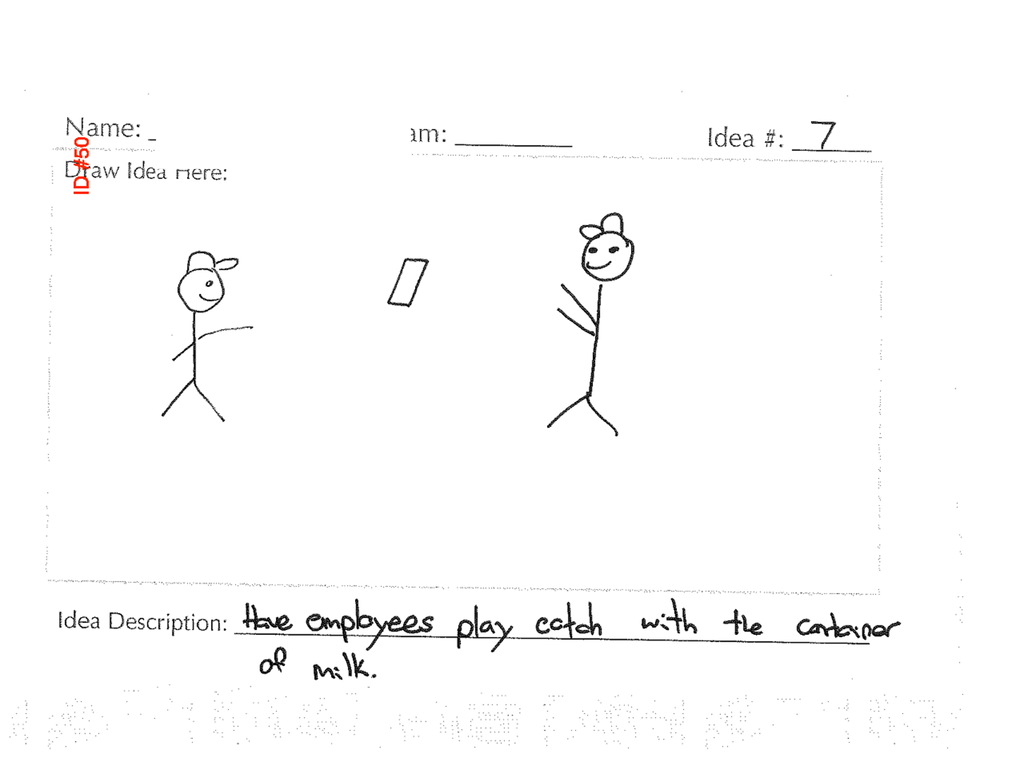 Name: _ am: ____ Idea #: 7
ID #50
Draw Idea Here:
Idea Description: Have employees play catch with the container
of milk.